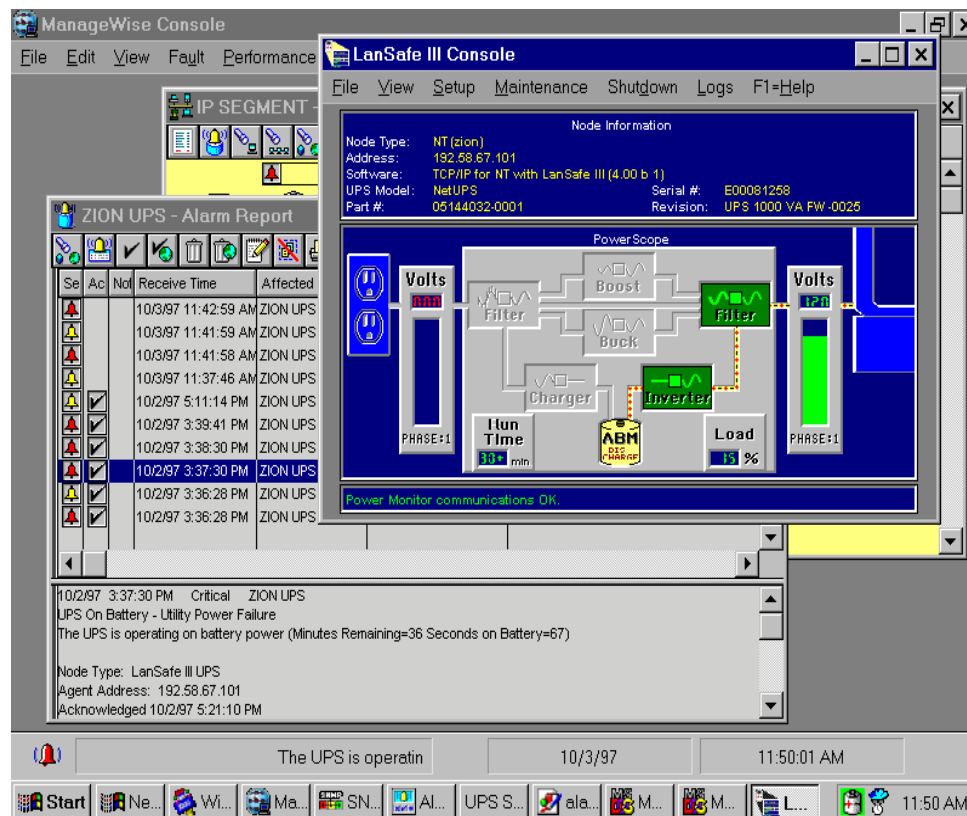 ManageWise Console
File Edit View Fault Performance
LanSafe III Console
File View Setup Maintenance Shutdown Logs F1=Help
IP SEGMENT -
Node Information
Node Type: NT (zion)
Address: 192.58.67.101
Software: TCP/IP for NT with LanSafe III (4.00 b 1)
UPS Model: NetUPS Serial #: E00081258
Part #: 05144032-0001 Revision: UPS 1000 VA FW -0025
PowerScope
Volts
000
PHASE:1
Filter
Boost
Buck
Filter
Charger
Inverter
Run Time
30+ min
ABM
DIS CHARGE
Load
15 %
Volts
120
PHASE:1
Power Monitor communications OK.
ZION UPS - Alarm Report
Se Ac Not Receive Time Affected
10/3/97 11:42:59 AM ZION UPS
10/3/97 11:41:59 AM ZION UPS
10/3/97 11:41:58 AM ZION UPS
10/3/97 11:37:46 AM ZION UPS
10/2/97 5:11:14 PM ZION UPS
10/2/97 3:39:41 PM ZION UPS
10/2/97 3:38:30 PM ZION UPS
10/2/97 3:37:30 PM ZION UPS
10/2/97 3:36:28 PM ZION UPS
10/2/97 3:36:28 PM ZION UPS
10/2/97 3:37:30 PM Critical ZION UPS
UPS On Battery - Utility Power Failure
The UPS is operating on battery power (Minutes Remaining=36 Seconds on Battery=67)
Node Type: LanSafe III UPS
Agent Address: 192.58.67.101
Acknowledged 10/2/97 5:21:10 PM
The UPS is operatin 10/3/97 11:50:01 AM
Start Ne... Wi... Ma... SN... Al... UPS S... ala... M... M... L... 11:50 AM